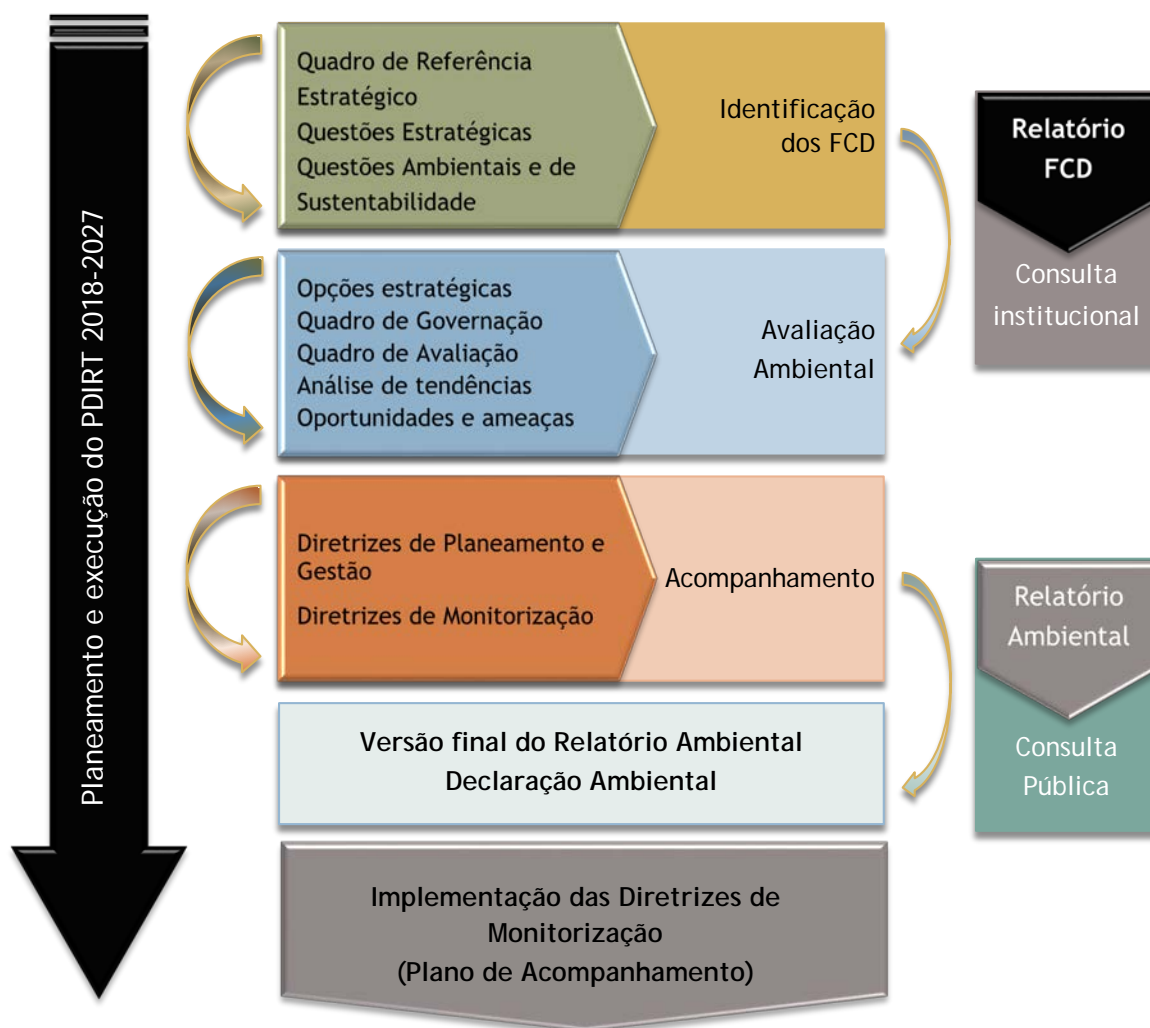 Planeamento e execução do PDIRT 2018-2027
Quadro de Referência
Estratégico
Questões Estratégicas
Questões Ambientais e de
Sustentabilidade
Identificação
dos FCD
Relatório
FCD
Consulta
institucional
Opções estratégicas
Quadro de Governação
Quadro de Avaliação
Análise de tendências
Oportunidades e ameaças
Avaliação
Ambiental
Diretrizes de Planeamento e
Gestão
Diretrizes de Monitorização
Acompanhamento
Relatório
Ambiental
Consulta
Pública
Versão final do Relatório Ambiental
Declaração Ambiental
Implementação das Diretrizes de
Monitorização
(Plano de Acompanhamento)